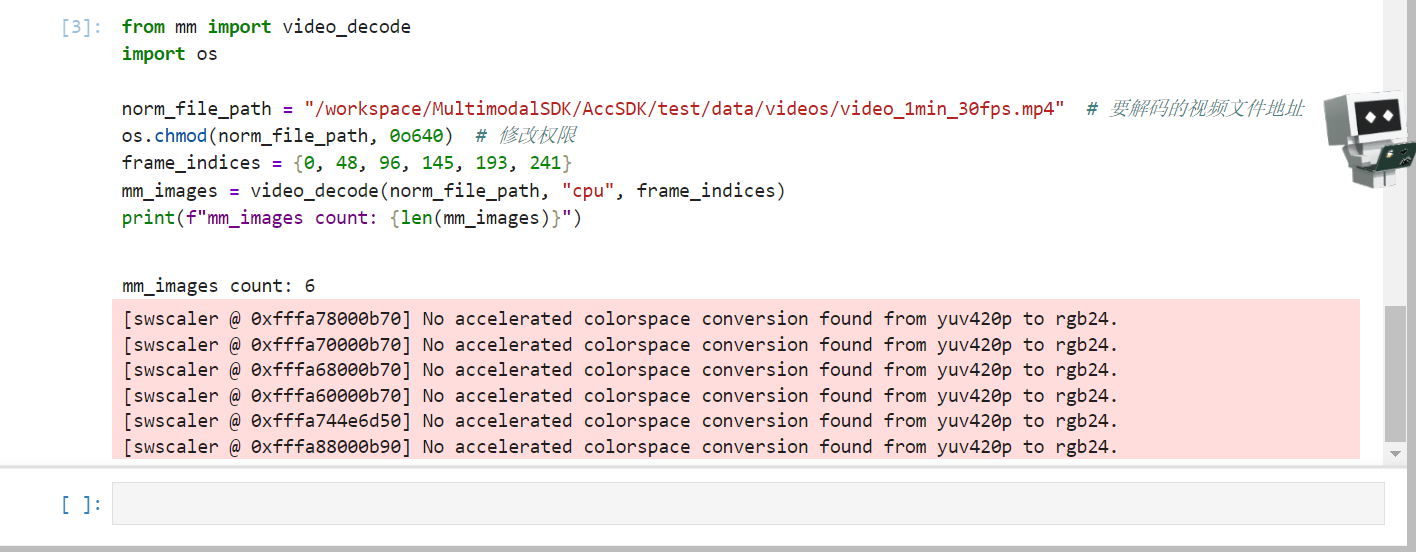 [3]: from mm import video_decode
import os
norm_file_path = "/workspace/MultimodalSDK/AccSDK/test/data/videos/video_1min_30fps.mp4"  # 要解码的视频文件地址
os.chmod(norm_file_path, 0o640)  # 修改权限
frame_indices = {0, 48, 96, 145, 193, 241}
mm_images = video_decode(norm_file_path, "cpu", frame_indices)
print(f"mm_images count: {len(mm_images)}")
mm_images count: 6
[swscaler @ 0xfffa78000b70] No accelerated colorspace conversion found from yuv420p to rgb24.
[swscaler @ 0xfffa70000b70] No accelerated colorspace conversion found from yuv420p to rgb24.
[swscaler @ 0xfffa68000b70] No accelerated colorspace conversion found from yuv420p to rgb24.
[swscaler @ 0xfffa60000b70] No accelerated colorspace conversion found from yuv420p to rgb24.
[swscaler @ 0xfffa744e6d50] No accelerated colorspace conversion found from yuv420p to rgb24.
[swscaler @ 0xfffa88000b90] No accelerated colorspace conversion found from yuv420p to rgb24.
[ ]: